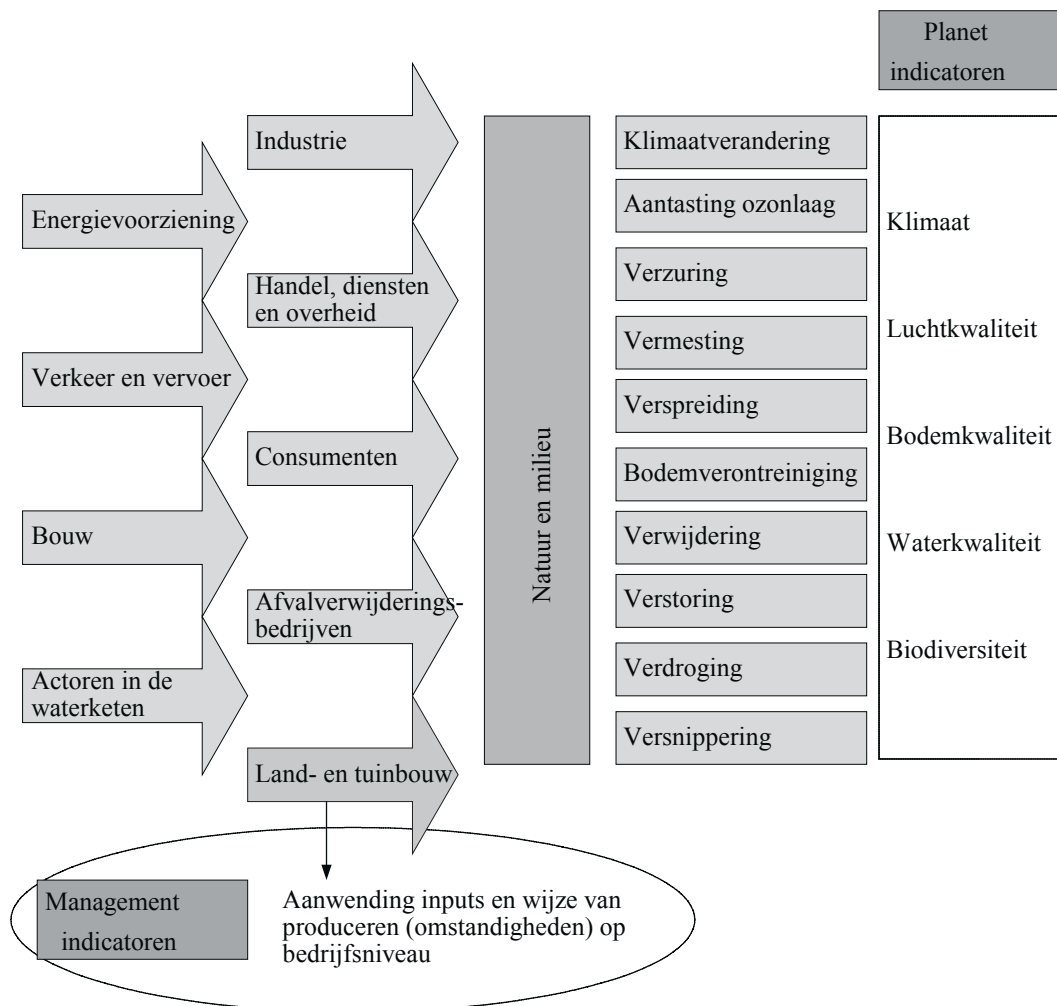 Planet
indicatoren
Industrie
Energievoorziening
Handel, diensten
en overheid
Verkeer en vervoer
Consumenten
Bouw
Afvalverwijderings-
bedrijven
Actoren in de
waterketen
Land- en tuinbouw
Natuur en milieu
Klimaatverandering
Aantasting ozonlaag
Verzuring
Vermesting
Verspreiding
Bodemverontreiniging
Verwijdering
Verstoring
Verdroging
Versnippering
Klimaat
Luchtkwaliteit
Bodemkwaliteit
Waterkwaliteit
Biodiversiteit
Management
indicatoren
Aanwending inputs en wijze van
produceren (omstandigheden) op
bedrijfsniveau